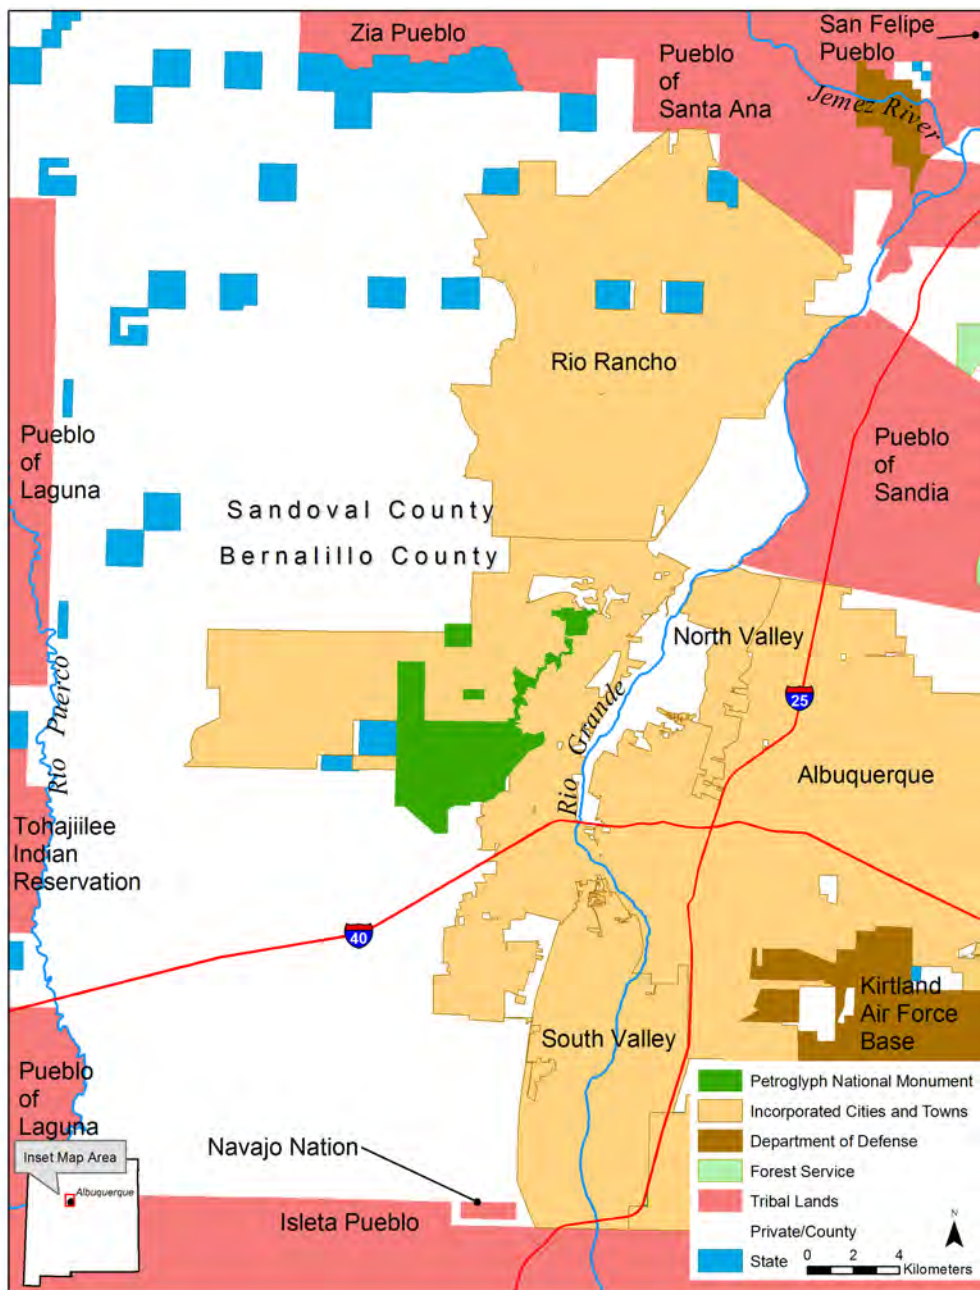 Zia Pueblo
Pueblo
of
Santa Ana
San Felipe
Pueblo
Jemez River
Rio Rancho
Pueblo
of
Laguna
Pueblo
of
Sandia
Sandoval County
Bernalillo County
North Valley
Rio Puerco
Rio Grande
25
Albuquerque
Tohajiilee
Indian
Reservation
40
Kirtland
Air Force
Base
South Valley
Pueblo
of
Laguna
Navajo Nation
Isleta Pueblo
Inset Map Area
Albuquerque
Petroglyph National Monument
Incorporated Cities and Towns
Department of Defense
Forest Service
Tribal Lands
Private/County
State
N
0 2 4
Kilometers